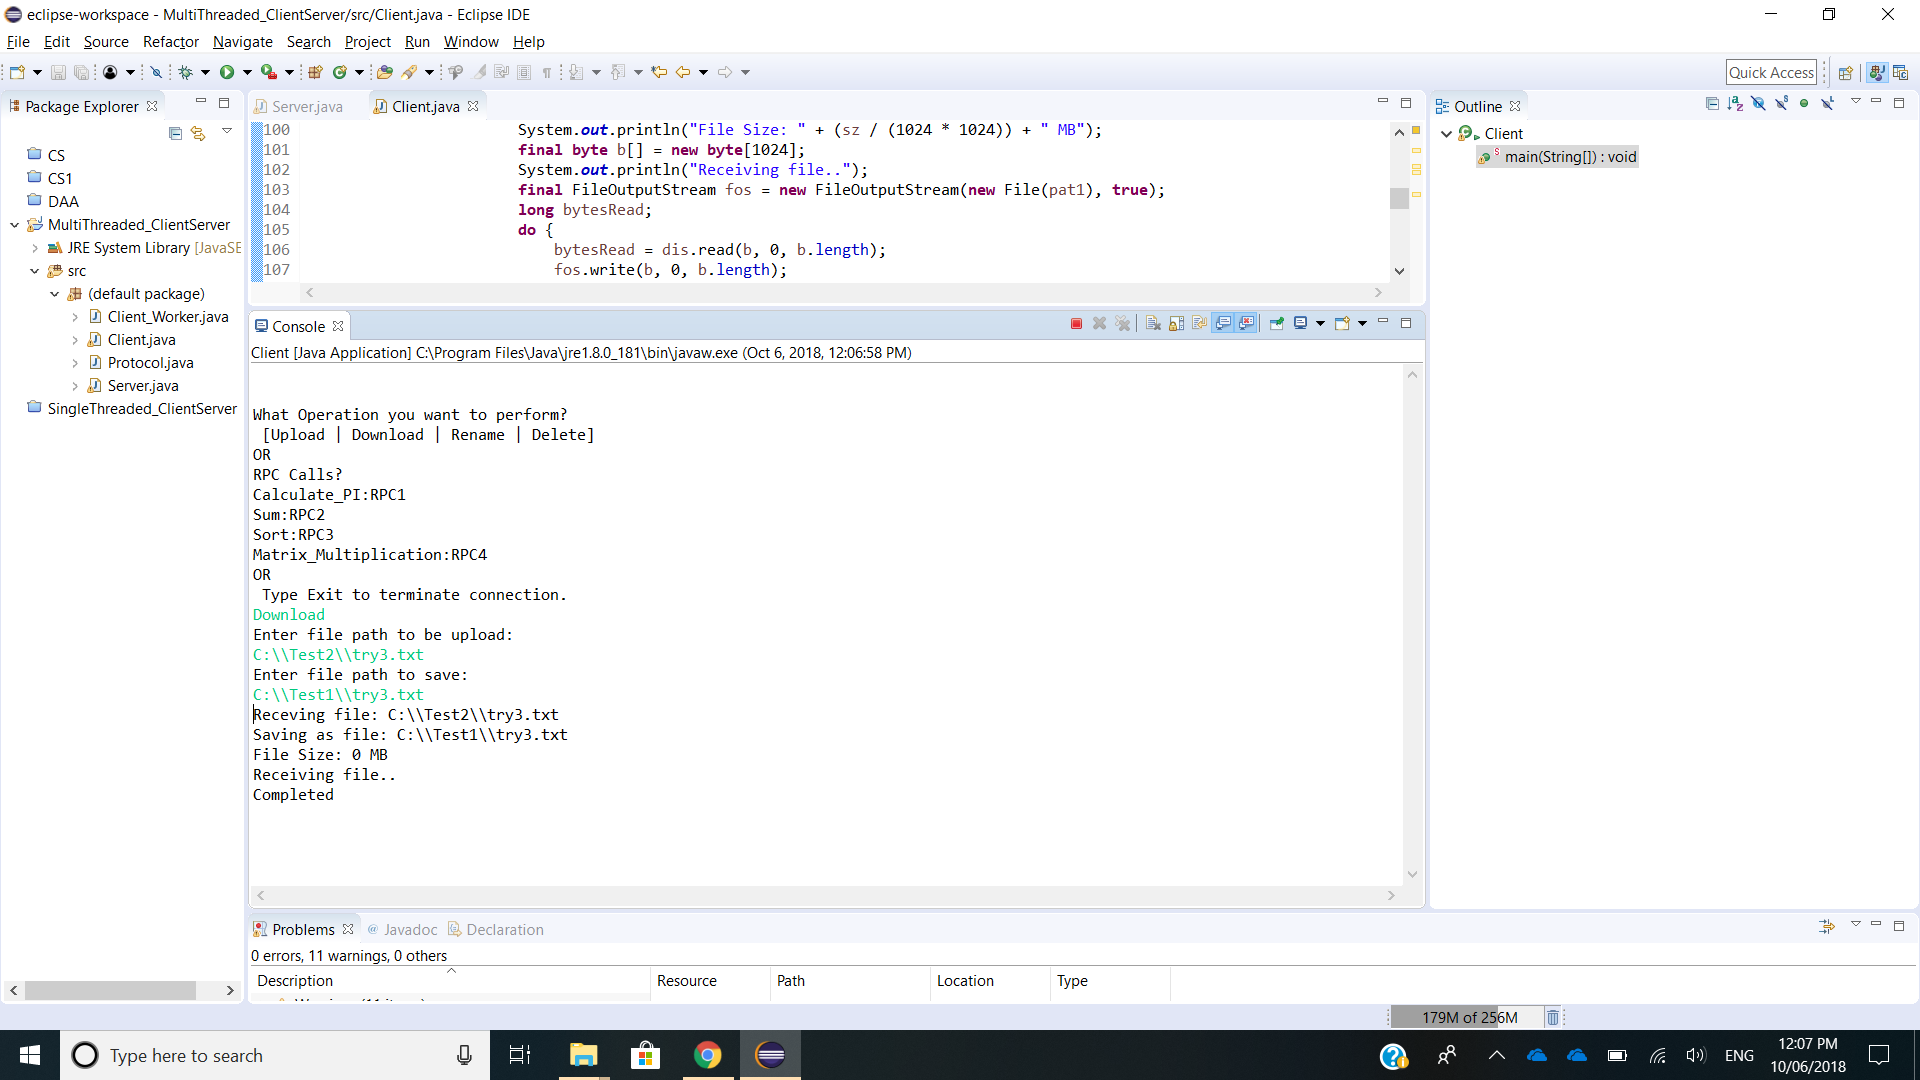 eclipse-workspace - MultiThreaded_ClientServer/src/Client.java - Eclipse IDE
File Edit Source Refactor Navigate Search Project Run Window Help
Quick Access
Package Explorer
CS
CS1
DAA
MultiThreaded_ClientServer
JRE System Library [JavaSE
src
(default package)
Client_Worker.java
Client.java
Protocol.java
Server.java
SingleThreaded_ClientServer
Server.java Client.java
100 System.out.println("File Size: " + (sz / (1024 * 1024)) + " MB");
101 final byte b[] = new byte[1024];
102 System.out.println("Receiving file..");
103 final FileOutputStream fos = new FileOutputStream(new File(pat1), true);
104 long bytesRead;
105 do {
106 bytesRead = dis.read(b, 0, b.length);
107 fos.write(b, 0, b.length);
Console
Client [Java Application] C:\Program Files\Java\jre1.8.0_181\bin\javaw.exe (Oct 6, 2018, 12:06:58 PM)
What Operation you want to perform?
[Upload | Download | Rename | Delete]
OR
RPC Calls?
Calculate_PI:RPC1
Sum:RPC2
Sort:RPC3
Matrix_Multiplication:RPC4
OR
Type Exit to terminate connection.
Download
Enter file path to be upload:
C:\\Test2\\try3.txt
Enter file path to save:
C:\\Test1\\try3.txt
Receving file: C:\\Test2\\try3.txt
Saving as file: C:\\Test1\\try3.txt
File Size: 0 MB
Receiving file..
Completed
Outline
Client
main(String[]) : void
Problems @ Javadoc Declaration
0 errors, 11 warnings, 0 others
Description Resource Path Location Type
179M of 256M
Type here to search
ENG
12:07 PM
10/06/2018